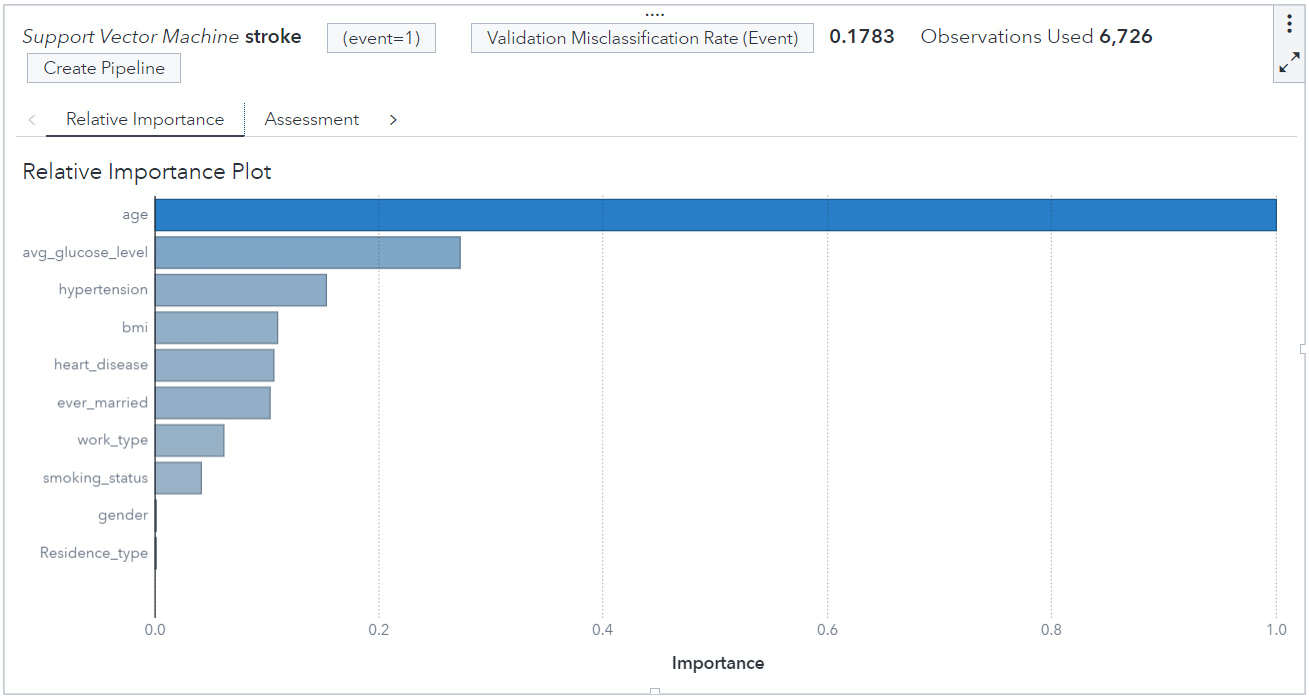 Support Vector Machine stroke (event=1) Validation Misclassification Rate (Event) 0.1783 Observations Used 6,726
Create Pipeline
Relative Importance Assessment
Relative Importance Plot
age
avg_glucose_level
hypertension
bmi
heart_disease
ever_married
work_type
smoking_status
gender
Residence_type
0.0 0.2 0.4 0.6 0.8 1.0
Importance